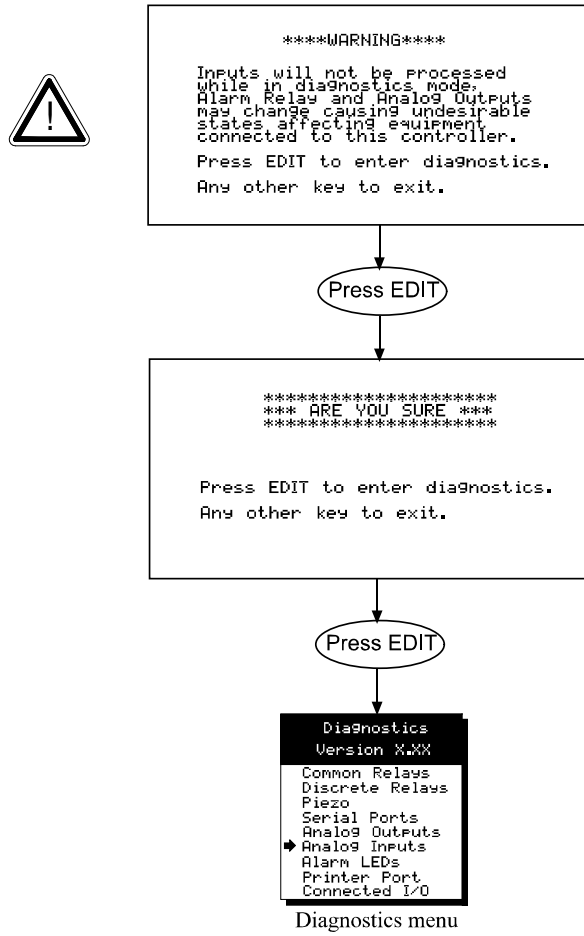 ****WARNING****
Inputs will not be processed
while in diagnostics mode,
Alarm Relay and Analog Outputs
may change causing undesirable
states affecting equipment
connected to this controller.
Press EDIT to enter diagnostics.
Any other key to exit.
!
Press EDIT
*********************
*** ARE YOU SURE ***
*********************
Press EDIT to enter diagnostics.
Any other key to exit.
Press EDIT
Diagnostics
Version X.XX
Common Relays
Discrete Relays
Piezo
Serial Ports
Analog Outputs
Analog Inputs
Alarm LEDs
Printer Port
Connected I/O
Diagnostics menu